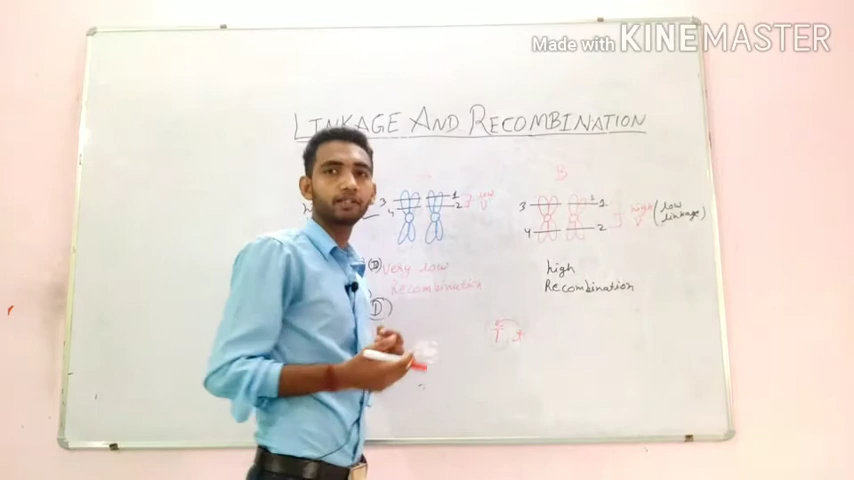 Made with KINEMASTER
LINKAGE AND RECOMBINATION
3 1
4 2
(D) Very low
Recombination
(D)
B
3 1
4 2
high (low
linkage)
high
Recombination
T t